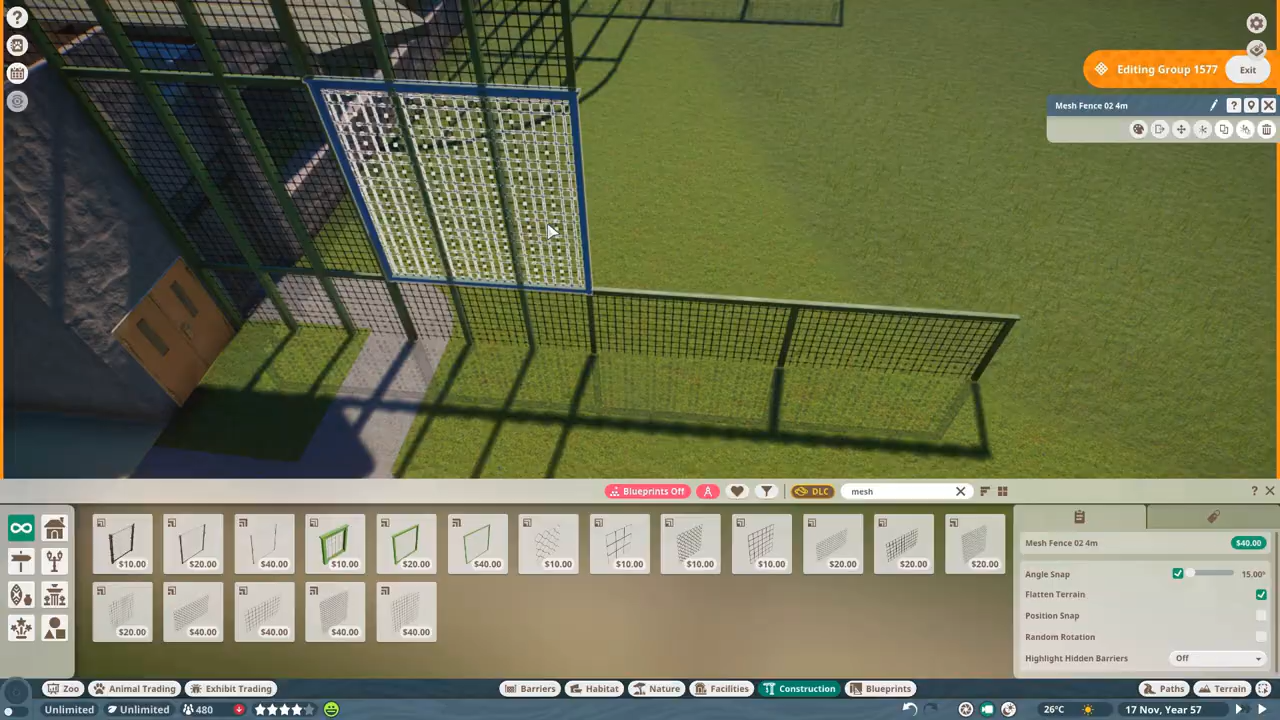 Editing Group 1577
Exit
Mesh Fence 02 4m
Blueprints Off
DLC
mesh
$10.00
$20.00
$40.00
$10.00
$20.00
$40.00
$10.00
$10.00
$10.00
$10.00
$20.00
$20.00
$20.00
$20.00
$40.00
$40.00
$40.00
$40.00
Mesh Fence 02 4m
$40.00
Angle Snap
15.00°
Flatten Terrain
Position Snap
Random Rotation
Highlight Hidden Barriers
Off
Zoo
Animal Trading
Exhibit Trading
Barriers
Habitat
Nature
Facilities
Construction
Blueprints
Paths
Terrain
Unlimited
Unlimited
480
26°C
17 Nov, Year 57